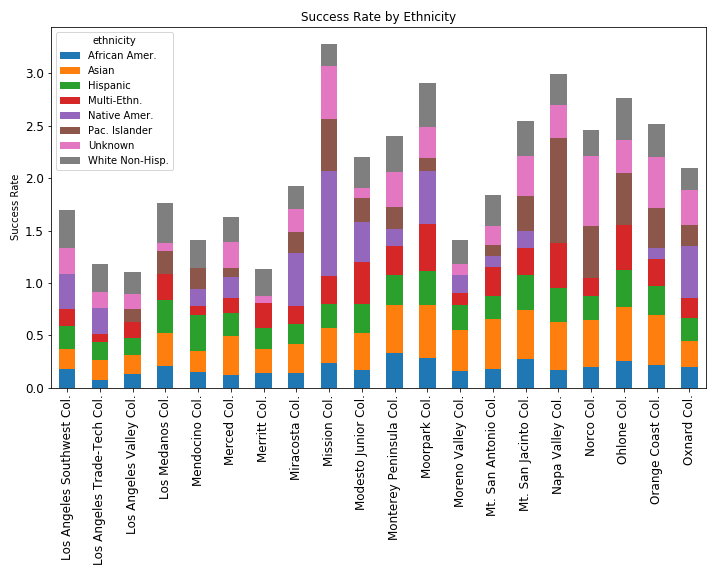 Success Rate by Ethnicity
Success Rate
3.0
2.5
2.0
1.5
1.0
0.5
0.0
ethnicity
African Amer.
Asian
Hispanic
Multi-Ethn.
Native Amer.
Pac. Islander
Unknown
White Non-Hisp.
Los Angeles Southwest Col.
Los Angeles Trade-Tech Col.
Los Angeles Valley Col.
Los Medanos Col.
Mendocino Col.
Merced Col.
Merritt Col.
Miracosta Col.
Mission Col.
Modesto Junior Col.
Monterey Peninsula Col.
Moorpark Col.
Moreno Valley Col.
Mt. San Antonio Col.
Mt. San Jacinto Col.
Napa Valley Col.
Norco Col.
Ohlone Col.
Orange Coast Col.
Oxnard Col.